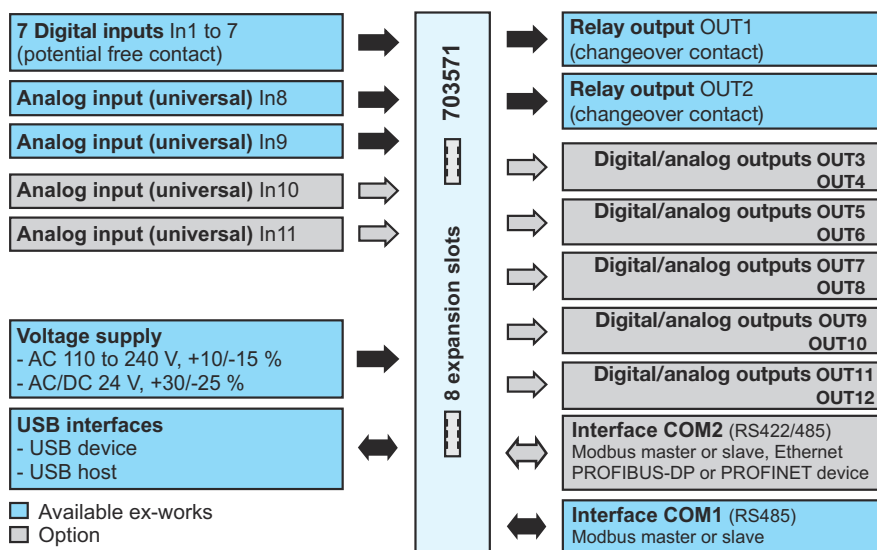 7 Digital inputs In1 to 7
(potential free contact)
Analog input (universal) In8
Analog input (universal) In9
Analog input (universal) In10
Analog input (universal) In11
Voltage supply
- AC 110 to 240 V, +10/-15 %
- AC/DC 24 V, +30/-25 %
USB interfaces
- USB device
- USB host
Available ex-works
Option
703571
8 expansion slots
Relay output OUT1
(changeover contact)
Relay output OUT2
(changeover contact)
Digital/analog outputs OUT3
OUT4
Digital/analog outputs OUT5
OUT6
Digital/analog outputs OUT7
OUT8
Digital/analog outputs OUT9
OUT10
Digital/analog outputs OUT11
OUT12
Interface COM2 (RS422/485)
Modbus master or slave, Ethernet
PROFIBUS-DP or PROFINET device
Interface COM1 (RS485)
Modbus master or slave